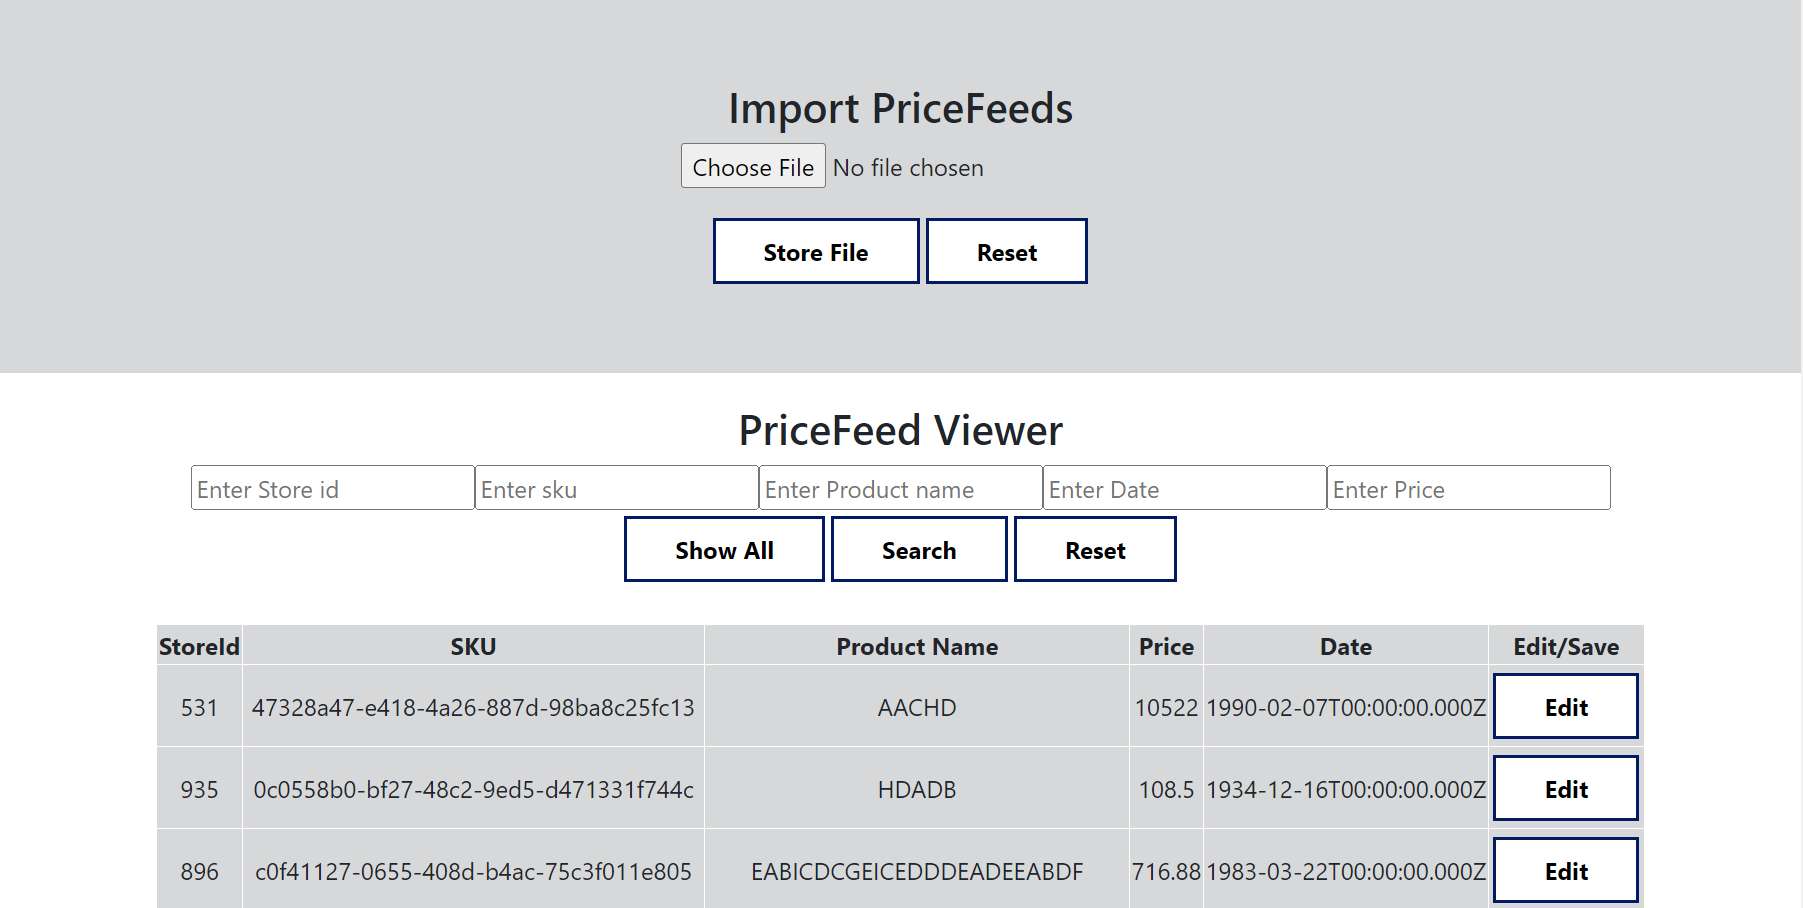 Import PriceFeeds
Choose File No file chosen
Store File Reset
PriceFeed Viewer
Enter Store id Enter sku Enter Product name Enter Date Enter Price
Show All Search Reset
StoreId SKU Product Name Price Date Edit/Save
531 47328a47-e418-4a26-887d-98ba8c25fc13 AACHD 10522 1990-02-07T00:00:00.000Z Edit
935 0c0558b0-bf27-48c2-9ed5-d471331f744c HDADB 108.5 1934-12-16T00:00:00.000Z Edit
896 c0f41127-0655-408d-b4ac-75c3f011e805 EABICDCGEICEDDDEADEEABDF 716.88 1983-03-22T00:00:00.000Z Edit